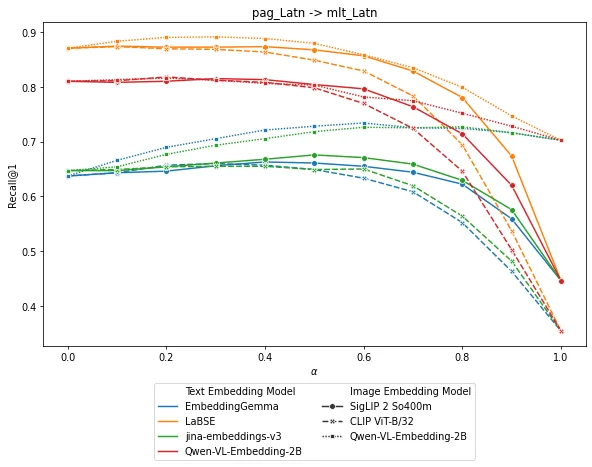 pag_Latn -> mlt_Latn
Recall@1
0.9
0.8
0.7
0.6
0.5
0.4
0.0 0.2 0.4 0.6 0.8 1.0
α
Text Embedding Model Image Embedding Model
EmbeddingGemma SigLIP 2 So400m
LaBSE CLIP ViT-B/32
jina-embeddings-v3 Qwen-VL-Embedding-2B
Qwen-VL-Embedding-2B